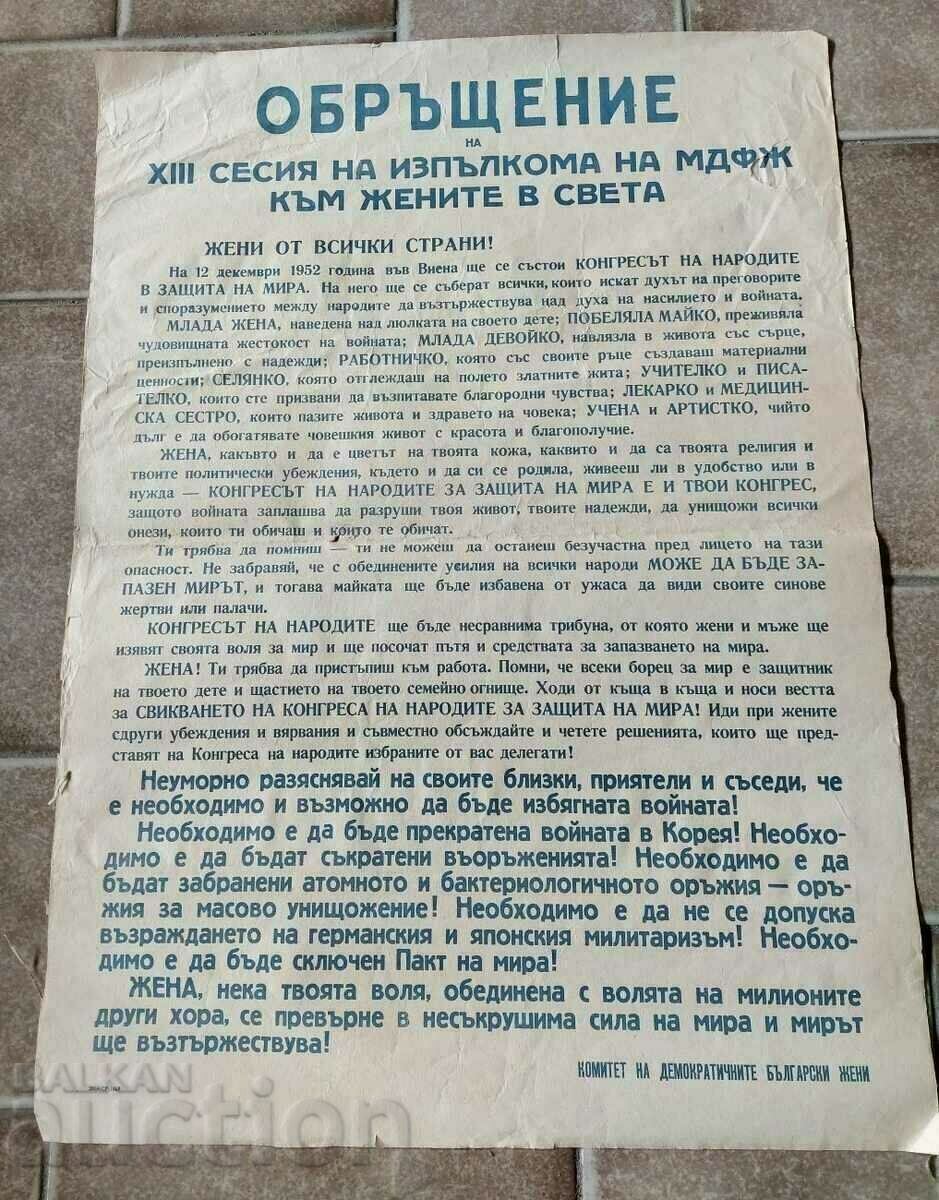 ОБРЪЩЕНИЕ
НА
XIII СЕСИЯ НА ИЗПЪЛКОМА НА МДФЖ
КЪМ ЖЕНИТЕ В СВЕТА
ЖЕНИ ОТ ВСИЧКИ СТРАНИ!
На 12 декември 1952 година във Виена ще се състои КОНГРЕСЪТ НА НАРОДИТЕ
В ЗАЩИТА НА МИРА. На него ще се съберат всички, които искат духът на преговорите
и споразумението между народите да възтържествува над духа на насилието и войната.
МЛАДА ЖЕНА, наведена над люлката на своето дете; ПОБЕЛЯЛА МАЙКО, преживяла
чудовищната жестокост на войната; МЛАДА ДЕВОЙКО, навлязла в живота със сърце,
преизпълнено с надежди; РАБОТНИЧКО, която със своите ръце създаваш материални
ценности; СЕЛЯНКО, която отглеждаш на полето златните жита; УЧИТЕЛКО и ПИСА-
ТЕЛКО, които сте призвани да възпитавате благородни чувства; ЛЕКАРКО и МЕДИЦИН-
СКА СЕСТРО, които пазите живота и здравето на човека; УЧЕНА и АРТИСТКО, чийто
дълг е да обогатявате човешкия живот с красота и благополучие.
ЖЕНА, какъвто и да е цветът на твоята кожа, каквито и да са твоята религия и
твоите политически убеждения, където и да си се родила, живееш ли в удобство или в
нужда — КОНГРЕСЪТ НА НАРОДИТЕ ЗА ЗАЩИТА НА МИРА Е И ТВОИ КОНГРЕС,
защото войната заплашва да разруши твоя живот, твоите надежди, да унищожи всички
онези, които ти обичаш и които те обичат.
Ти трябва да помниш — ти не можеш да останеш безучастна пред лицето на тази
опасност. Не забравяй, че с обединените усилия на всички народи МОЖЕ ДА БЪДЕ ЗА-
ПАЗЕН МИРЪТ, и тогава майката ще бъде избавена от ужаса да види своите синове
жертви или палачи.
КОНГРЕСЪТ НА НАРОДИТЕ ще бъде несравнима трибуна, от която жени и мъже ще
изявят своята воля за мир и ще посочат пътя и средствата за запазването на мира.
ЖЕНА! Ти трябва да пристъпиш към работа. Помни, че всеки борец за мир е защитник
на твоето дете и щастието на твоето семейно огнище. Ходи от къща в къща и носи вестта
за СВИКВАНЕТО НА КОНГРЕСА НА НАРОДИТЕ ЗА ЗАЩИТА НА МИРА! Иди при жените
сдруги убеждения и вярвания и съвместно обсъждайте и четете решенията, които ще пред-
ставят на Конгреса на народите избраните от вас делегати!
Неуморно разяснявай на своите близки, приятели и съседи, че
е необходимо и възможно да бъде избягната войната!
Необходимо е да бъде прекратена войната в Корея! Необхо-
димо е да бъдат съкратени въоръженията! Необходимо е да
бъдат забранени атомното и бактериологичното оръжия — оръ-
жия за масово унищожение! Необходимо е да не се допуска
възраждането на германския и японския милитаризъм! Необхо-
димо е да бъде сключен Пакт на мира!
ЖЕНА, нека твоята воля, обединена с волята на милионите
други хора, се превърне в несъкрушима сила на мира и мирът
ще възтържествува!
КОМИТЕТ НА ДЕМОКРАТИЧНИТЕ БЪЛГАРСКИ ЖЕНИ
BALKAN
auction